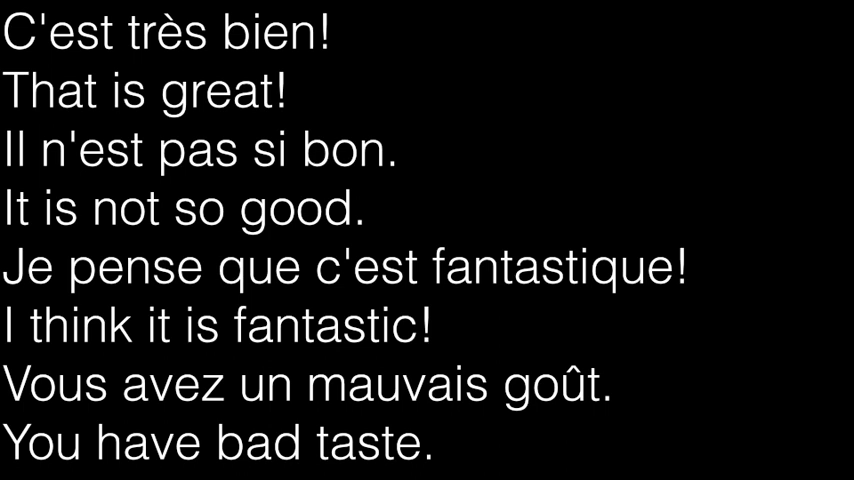 C'est très bien!
That is great!
Il n'est pas si bon.
It is not so good.
Je pense que c'est fantastique!
I think it is fantastic!
Vous avez un mauvais goût.
You have bad taste.